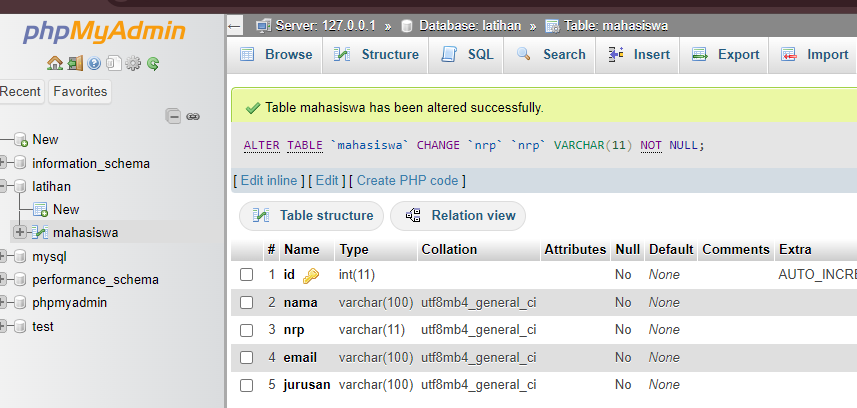 phpMyAdmin
Recent Favorites
New
information_schema
latihan
New
mahasiswa
mysql
performance_schema
phpmyadmin
test
Server: 127.0.0.1 » Database: latihan » Table: mahasiswa
Browse Structure SQL Search Insert Export Import
Table mahasiswa has been altered successfully.
ALTER TABLE `mahasiswa` CHANGE `nrp` `nrp` VARCHAR(11) NOT NULL;
[ Edit inline ] [ Edit ] [ Create PHP code ]
Table structure Relation view
# Name Type Collation Attributes Null Default Comments Extra
1 id int(11) No None AUTO_INCRE
2 nama varchar(100) utf8mb4_general_ci No None
3 nrp varchar(11) utf8mb4_general_ci No None
4 email varchar(100) utf8mb4_general_ci No None
5 jurusan varchar(100) utf8mb4_general_ci No None